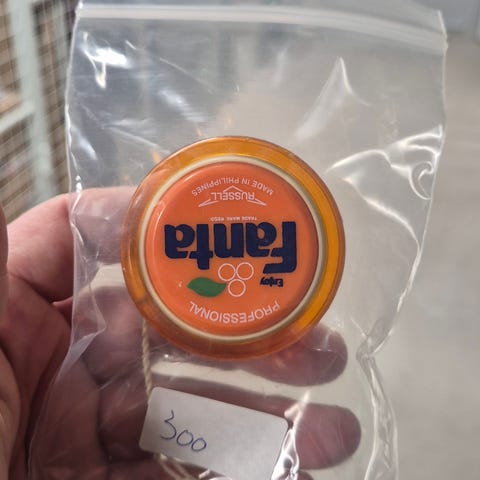 PROFESSIONAL
Enjoy
Fanta
TRADE MARK REGD
RUSSELL
MADE IN PHILIPPINES
300